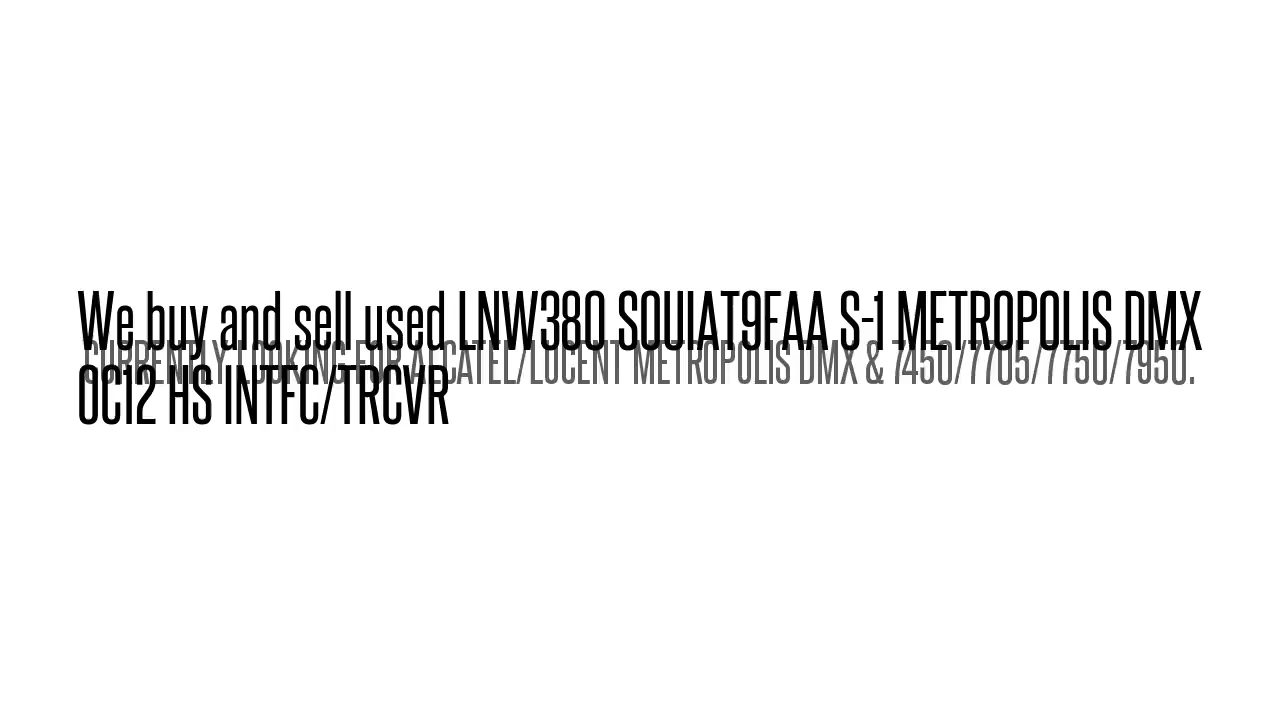 We buy and sell used LNW380 SOUIAT9FAA S-1 METROPOLIS DMX
CURRENTLY LOOKING FOR ALCATEL/LUCENT METROPOLIS DMX & 7450/7705/7750/7950.
OC12 HS INTFC/TRCVR